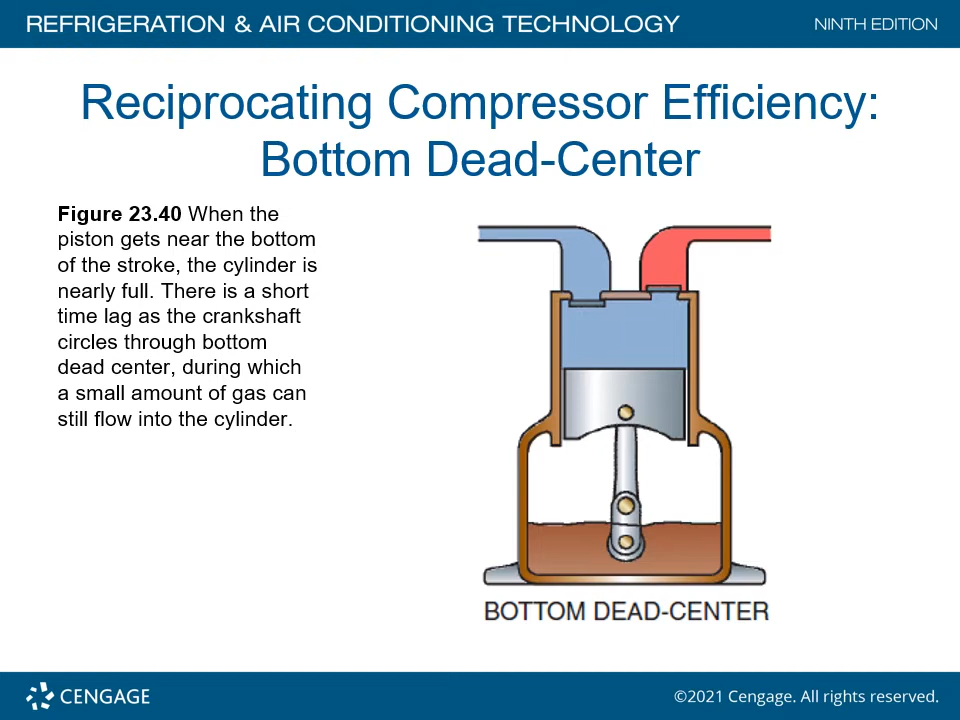 REFRIGERATION & AIR CONDITIONING TECHNOLOGY
NINTH EDITION
Reciprocating Compressor Efficiency:
Bottom Dead-Center
Figure 23.40 When the
piston gets near the bottom
of the stroke, the cylinder is
nearly full. There is a short
time lag as the crankshaft
circles through bottom
dead center, during which
a small amount of gas can
still flow into the cylinder.
BOTTOM DEAD-CENTER
CENGAGE
©2021 Cengage. All rights reserved.